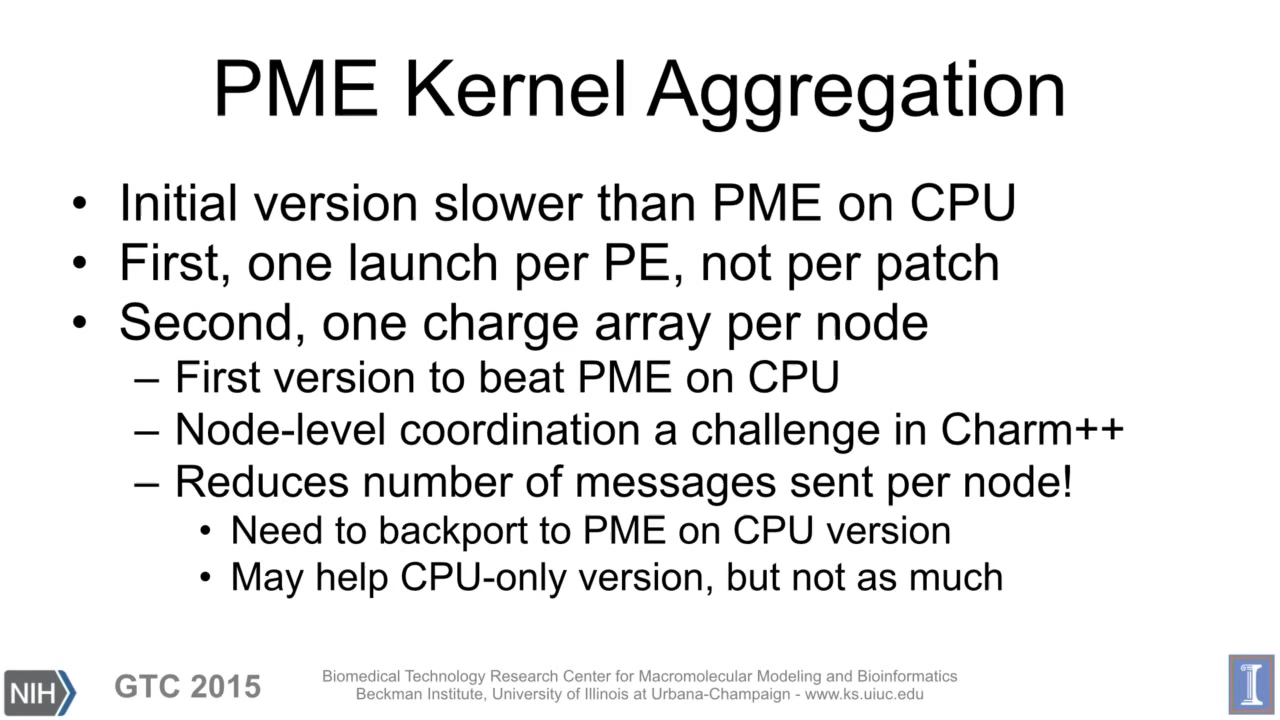 PME Kernel Aggregation
• Initial version slower than PME on CPU
• First, one launch per PE, not per patch
• Second, one charge array per node
– First version to beat PME on CPU
– Node-level coordination a challenge in Charm++
– Reduces number of messages sent per node!
• Need to backport to PME on CPU version
• May help CPU-only version, but not as much
NIH
GTC 2015
Biomedical Technology Research Center for Macromolecular Modeling and Bioinformatics
Beckman Institute, University of Illinois at Urbana-Champaign - www.ks.uiuc.edu
I